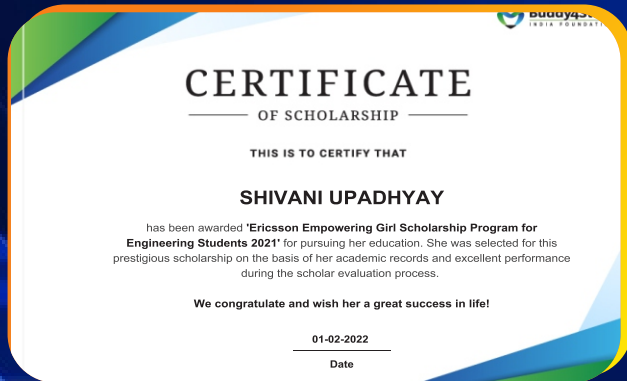 INDIA FOUNDATI
CERTIFICATE
OF SCHOLARSHIP
THIS IS TO CERTIFY THAT
SHIVANI UPADHYAY
has been awarded 'Ericsson Empowering Girl Scholarship Program for
Engineering Students 2021' for pursuing her education. She was selected for this
prestigious scholarship on the basis of her academic records and excellent performance
during the scholar evaluation process.
We congratulate and wish her a great success in life!
01-02-2022
Date